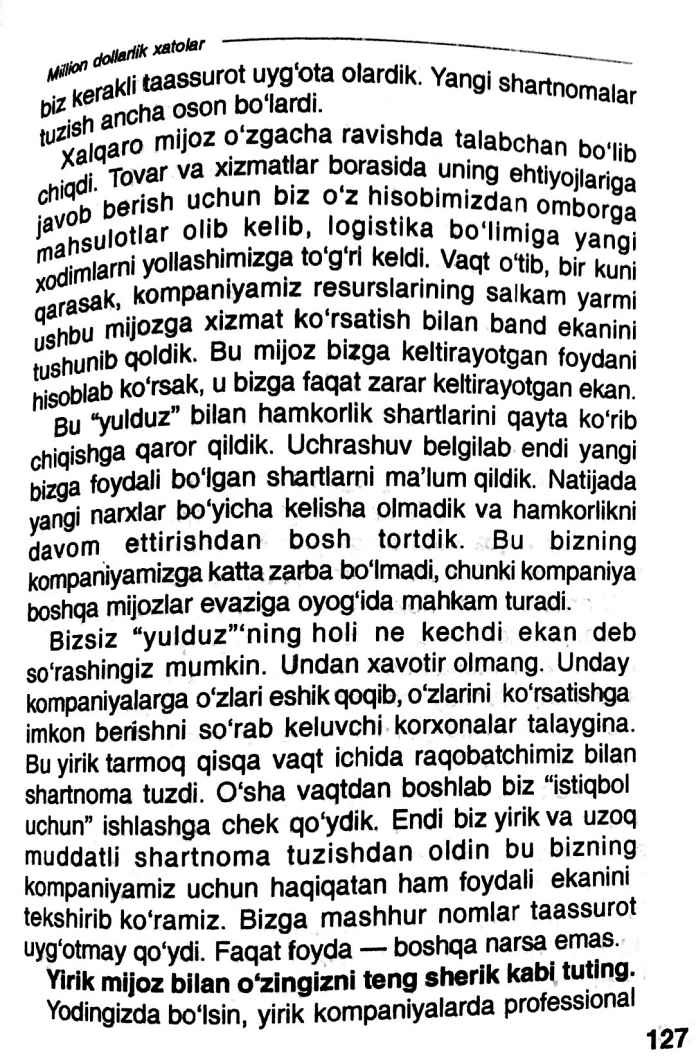 Million dollarlik xatolar
biz kerakli taassurot uyg‘ota olardik. Yangi shartnomalar
tuzish ancha oson bo‘lardi.
Xalqaro mijoz o‘zgacha ravishda talabchan bo‘lib
chiqdi. Tovar va xizmatlar borasida uning ehtiyojlariga
javob berish uchun biz o‘z hisobimizdan omborga
mahsulotlar olib kelib, logistika bo‘limiga yangi
xodimlarni yollashimizga to‘g‘ri keldi. Vaqt o‘tib, bir kuni
qarasak, kompaniyamiz resurslarining salkam yarmi
ushbu mijozga xizmat ko‘rsatish bilan band ekanini
tushunib qoldik. Bu mijoz bizga keltirayotgan foydani
hisoblab ko‘rsak, u bizga faqat zarar keltirayotgan ekan.
Bu “yulduz” bilan hamkorlik shartlarini qayta ko‘rib
chiqishga qaror qildik. Uchrashuv belgilab endi yangi
bizga foydali bo‘lgan shartlarni ma’lum qildik. Natijada
yangi narxlar bo‘yicha kelisha olmadik va hamkorlikni
davom ettirishdan bosh tortdik. Bu bizning
kompaniyamizga katta zarba bo‘lmadi, chunki kompaniya
boshqa mijozlar evaziga oyog‘ida mahkam turadi.
Bizsiz “yulduz”‘ning holi ne kechdi ekan deb
so‘rashingiz mumkin. Undan xavotir olmang. Unday
kompaniyalarga o‘zlari eshik qoqib, o‘zlarini ko‘rsatishga
imkon berishni so‘rab keluvchi korxonalar talaygina.
Bu yirik tarmoq qisqa vaqt ichida raqobatchimiz bilan
shartnoma tuzdi. O‘sha vaqtdan boshlab biz “istiqbol
uchun” ishlashga chek qo‘ydik. Endi biz yirik va uzoq
muddatli shartnoma tuzishdan oldin bu bizning
kompaniyamiz uchun haqiqatan ham foydali ekanini
tekshirib ko‘ramiz. Bizga mashhur nomlar taassurot
uyg‘otmay qo‘ydi. Faqat foyda — boshqa narsa emas.
Yirik mijoz bilan o‘zingizni teng sherik kabi tuting.
Yodingizda bo‘lsin, yirik kompaniyalarda professional
127